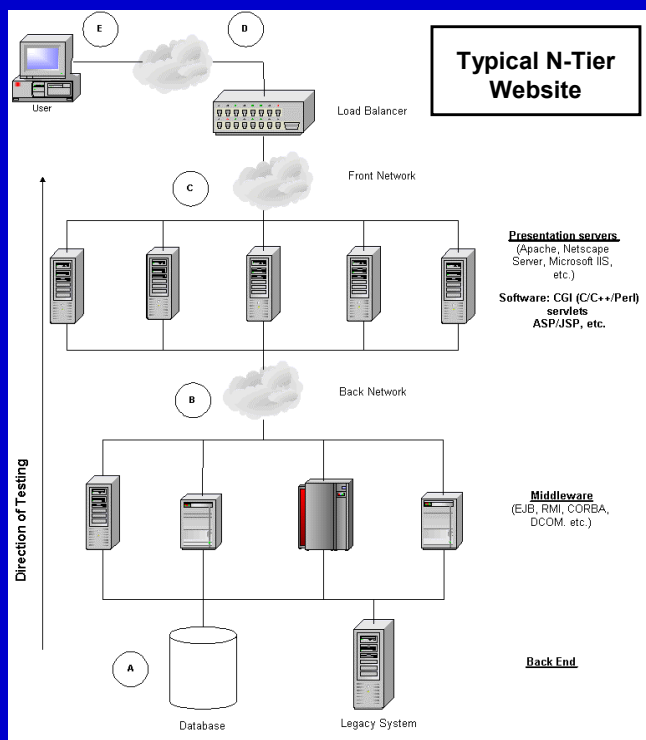 E
D
Typical N-Tier
Website
User
Load Balancer
C
Front Network
Presentation servers
(Apache, Netscape
Server, Microsoft IIS,
etc.)
Software: CGI (C/C++/Perl)
servlets
ASP/JSP, etc.
B
Back Network
Direction of Testing
Middleware
(EJB, RMI, CORBA,
DCOM. etc.)
A
Back End
Database
Legacy System